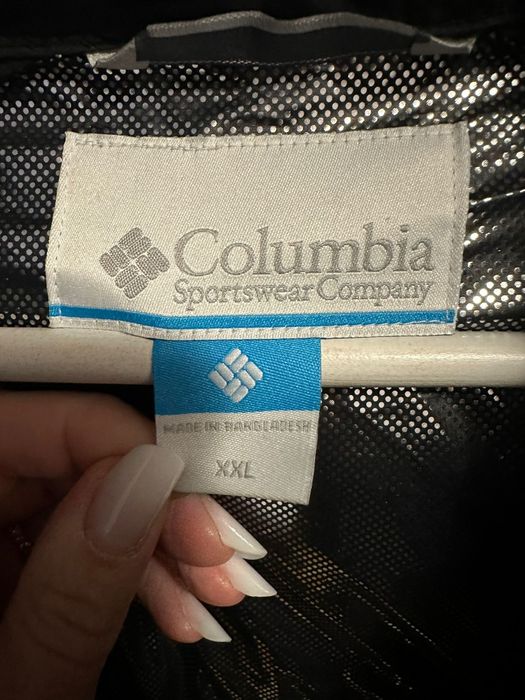 Columbia
Sportswear Company
MADE IN BANGLADESH
XXL